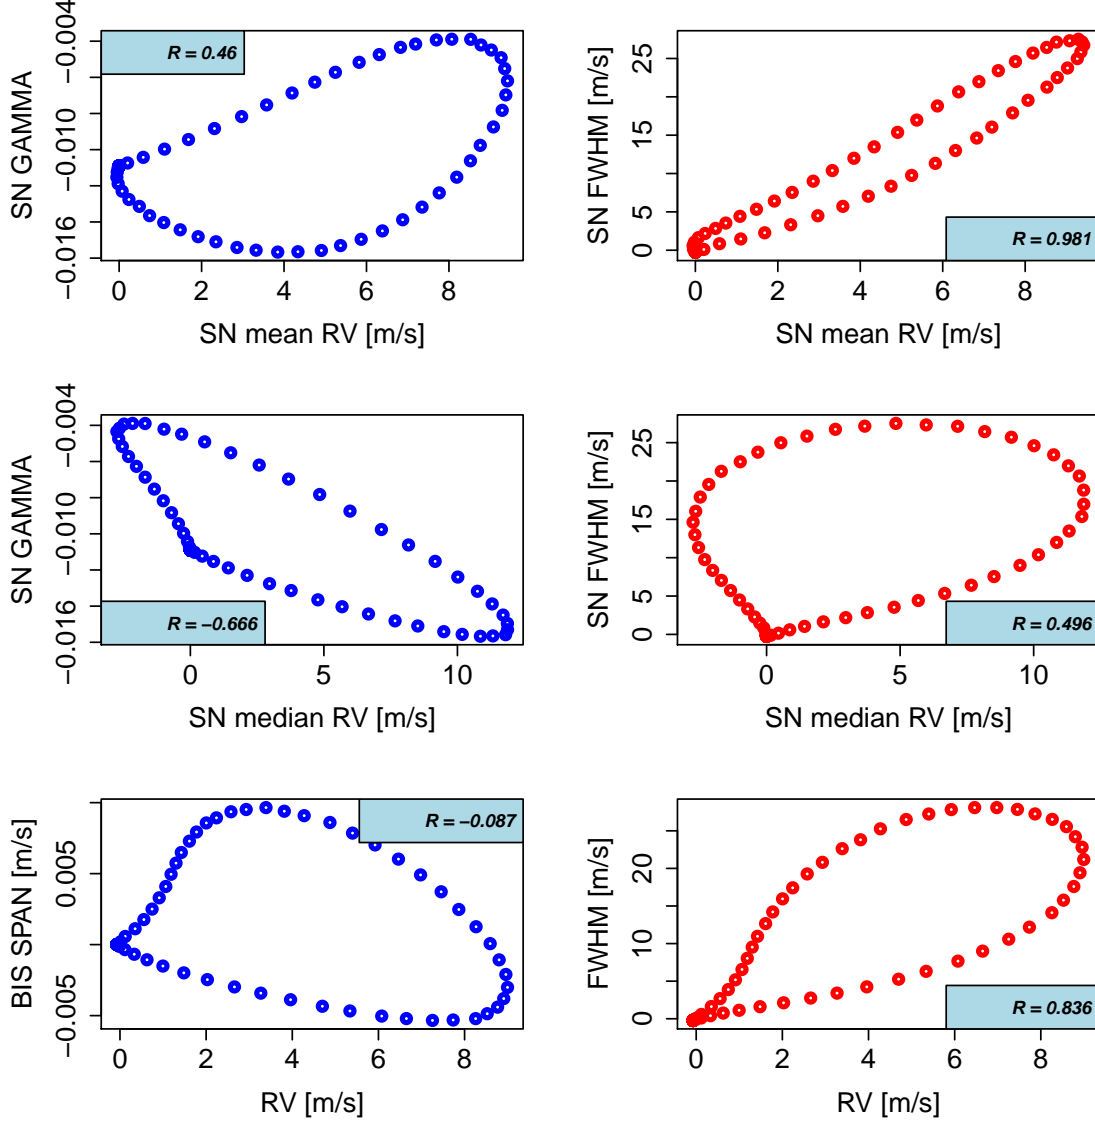 SN GAMMA
−0.004
−0.010
−0.016
R = 0.46
0 2 4 6 8
SN mean RV [m/s]
SN FWHM [m/s]
25
15
5
0
R = 0.981
0 2 4 6 8
SN mean RV [m/s]
SN GAMMA
−0.004
−0.010
−0.016
R = −0.666
0 5 10
SN median RV [m/s]
SN FWHM [m/s]
25
15
5
0
R = 0.496
0 5 10
SN median RV [m/s]
BIS SPAN [m/s]
0.005
−0.005
R = −0.087
0 2 4 6 8
RV [m/s]
FWHM [m/s]
20
10
0
R = 0.836
0 2 4 6 8
RV [m/s]